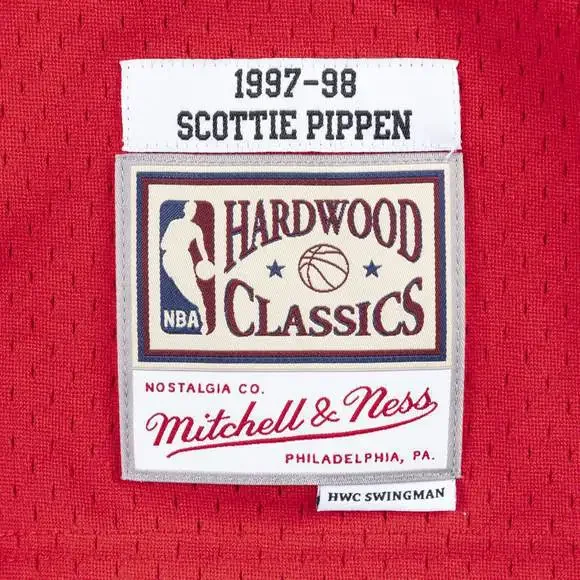 1997-98
SCOTTIE PIPPEN
HARDWOOD
CLASSICS
NBA
NOSTALGIA CO.
Mitchell & Ness
PHILADELPHIA, PA.
HWC SWINGMAN